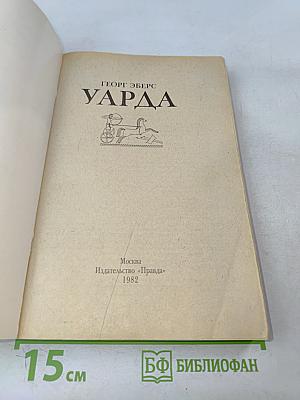 ГЕОРГ ЭБЕРС
УАРДА
Москва
Издательство «Правда»
1982
15 см
БФ БИБЛИОФАН